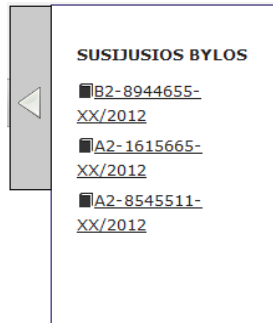 SUSIJUSIOS BYLOS
B2-8944655-
XX/2012
A2-1615665-
XX/2012
A2-8545511-
XX/2012